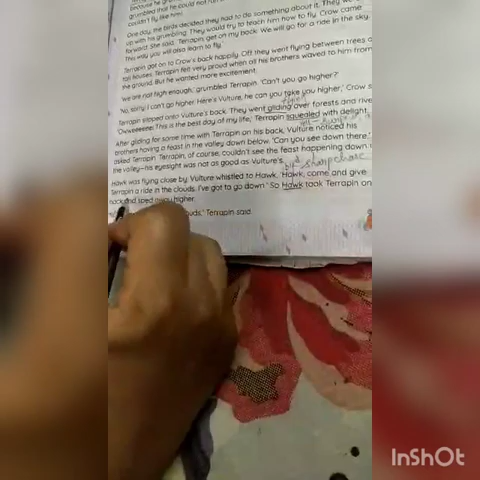 because he
grumbled that he could not
couldn't fly like him.
One day, the birds decided they had to do something about it. They
up with his grumbling. They would try to teach him how to fly. Crow came
forward. She said, 'Terrapin, get on my back. We will go for a ride in the sky.
This way you will also learn to fly.'
Terrapin got on to Crow's back happily. Off they went flying between trees
tall houses. Terrapin felt very proud when all his brothers waved to him from
the ground. But he wanted more excitement.
'We are not high enough,' grumbled Terrapin. 'Can't you go higher?'
'No, sorry. I can't go higher. Here's Vulture, he can you take you higher,' Crow s
Terrapin slipped onto Vulture's back. They went gliding over forests and rive
This is the best day of my life,' Terrapin squealed with delight.
After gliding for some time with Terrapin on his back, Vulture noticed his
brothers having a feast in the valley down below. 'Can you see down there,'
asked Terapin. Terrapin, of course, couldn't see the feast happening down
the valley—his eyesight was not as good as Vulture's.
bird sharp
Hawk was flying close by. Vulture whistled to Hawk. 'Hawk, come and give
Terrapin a ride in the clouds. I've got to go down.' So Hawk took Terrapin on
back and sped away higher.
clouds.' Terrapin said.
InShOt